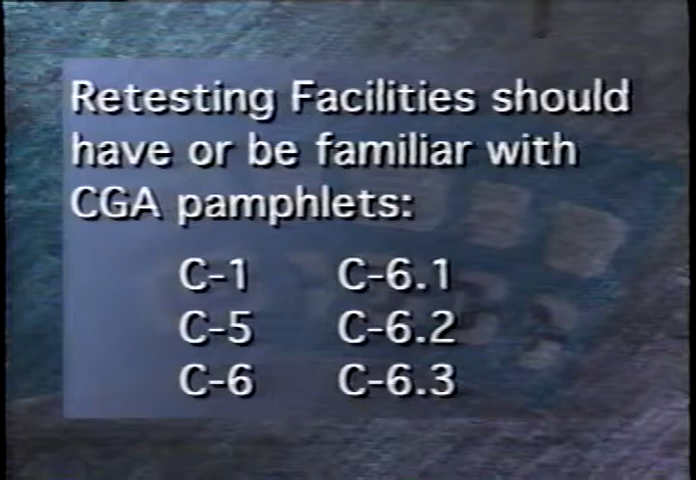 Retesting Facilities should
have or be familiar with
CGA pamphlets:
C-1 C-6.1
C-5 C-6.2
C-6 C-6.3